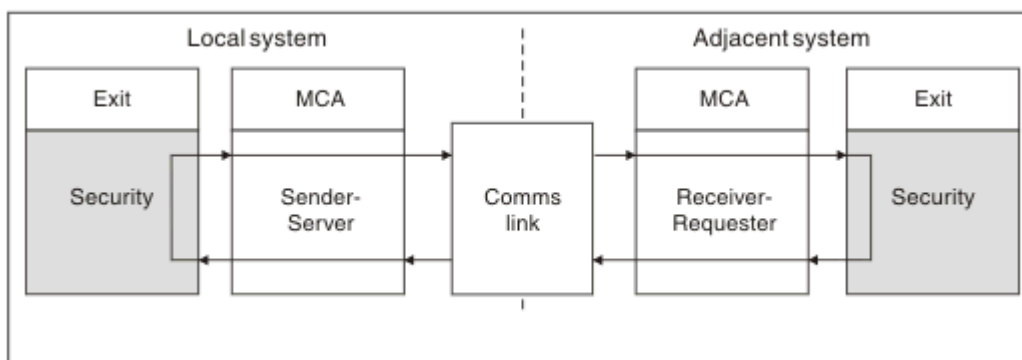 Local system
Adjacent system
Exit
MCA
MCA
Exit
Security
Sender-
Server
Comms
link
Receiver-
Requester
Security